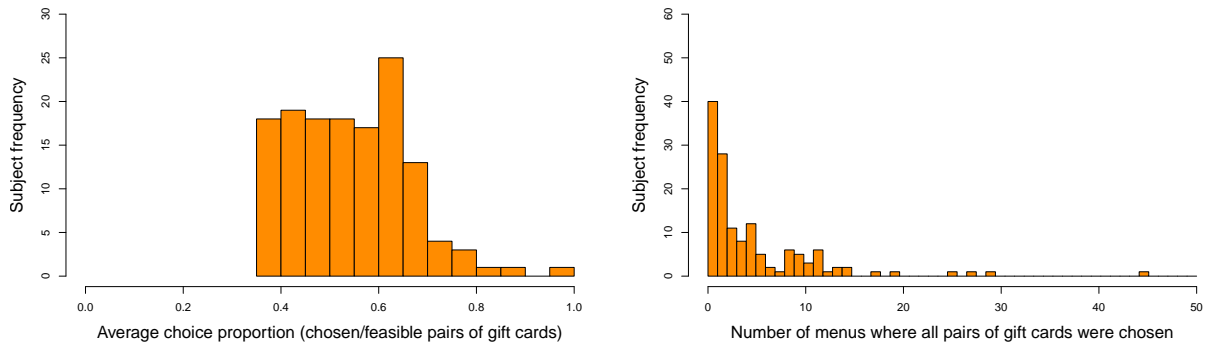 30
25
20
15
10
5
0
Subject frequency
0.0 0.2 0.4 0.6 0.8 1.0
Average choice proportion (chosen/feasible pairs of gift cards)
60
50
40
30
20
10
0
Subject frequency
0 10 20 30 40 50
Number of menus where all pairs of gift cards were chosen